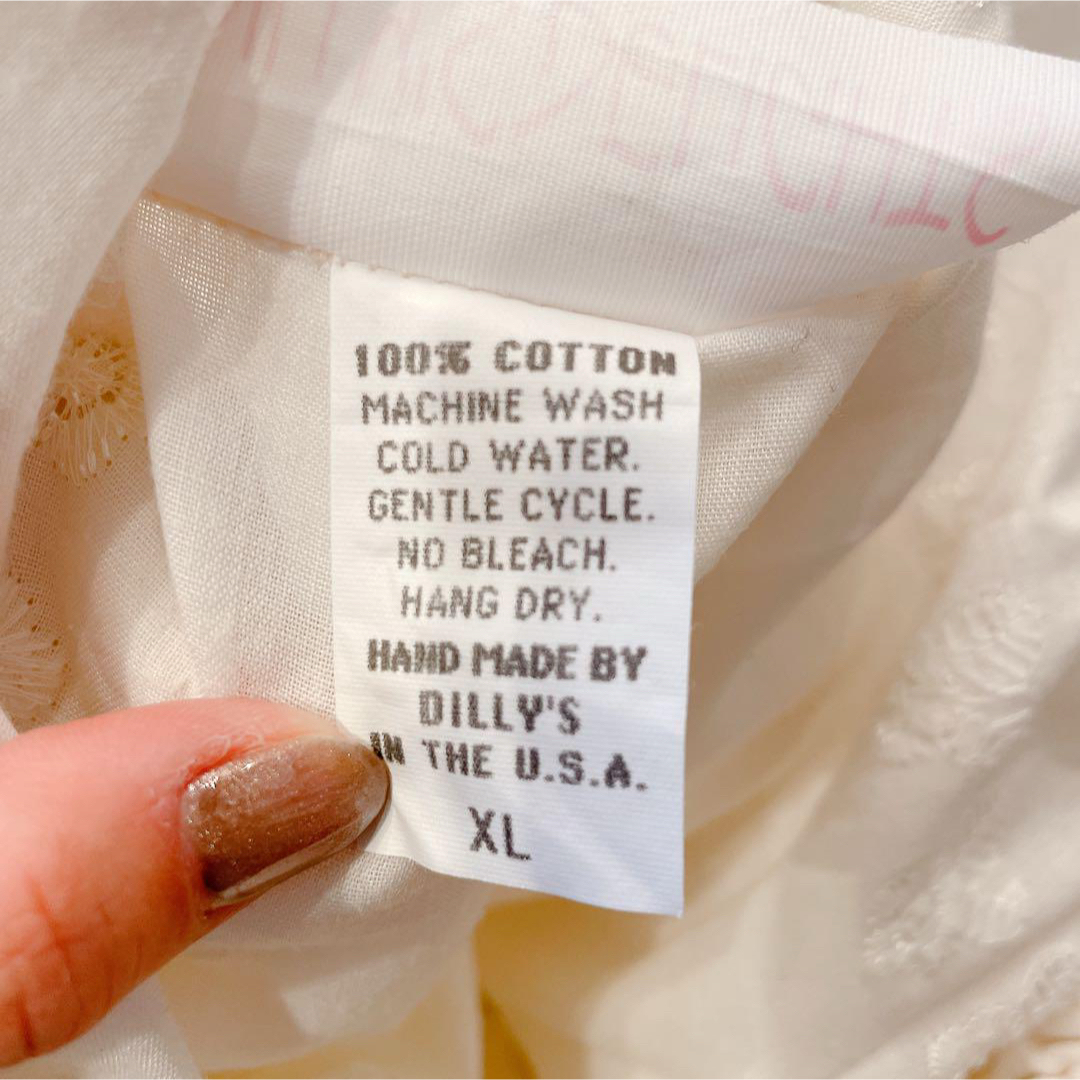 100% COTTON
MACHINE WASH
COLD WATER.
GENTLE CYCLE.
NO BLEACH.
HANG DRY.
HAND MADE BY
DILLY'S
IN THE U.S.A.
XL